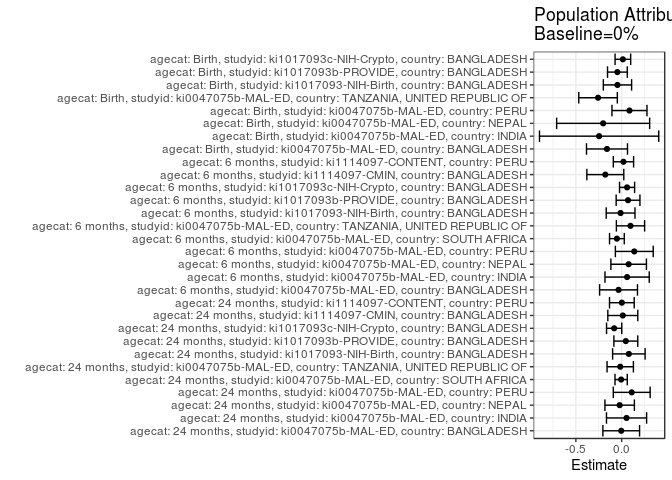 Population Attribu
Baseline=0%
agecat: Birth, studyid: ki1017093c-NIH-Crypto, country: BANGLADESH
agecat: Birth, studyid: ki1017093b-PROVIDE, country: BANGLADESH
agecat: Birth, studyid: ki1017093-NIH-Birth, country: BANGLADESH
agecat: Birth, studyid: ki0047075b-MAL-ED, country: TANZANIA, UNITED REPUBLIC OF
agecat: Birth, studyid: ki0047075b-MAL-ED, country: PERU
agecat: Birth, studyid: ki0047075b-MAL-ED, country: NEPAL
agecat: Birth, studyid: ki0047075b-MAL-ED, country: INDIA
agecat: Birth, studyid: ki0047075b-MAL-ED, country: BANGLADESH
agecat: 6 months, studyid: ki1114097-CONTENT, country: PERU
agecat: 6 months, studyid: ki1114097-CMIN, country: BANGLADESH
agecat: 6 months, studyid: ki1017093c-NIH-Crypto, country: BANGLADESH
agecat: 6 months, studyid: ki1017093b-PROVIDE, country: BANGLADESH
agecat: 6 months, studyid: ki1017093-NIH-Birth, country: BANGLADESH
agecat: 6 months, studyid: ki0047075b-MAL-ED, country: TANZANIA, UNITED REPUBLIC OF
agecat: 6 months, studyid: ki0047075b-MAL-ED, country: SOUTH AFRICA
agecat: 6 months, studyid: ki0047075b-MAL-ED, country: PERU
agecat: 6 months, studyid: ki0047075b-MAL-ED, country: NEPAL
agecat: 6 months, studyid: ki0047075b-MAL-ED, country: INDIA
agecat: 6 months, studyid: ki0047075b-MAL-ED, country: BANGLADESH
agecat: 24 months, studyid: ki1114097-CONTENT, country: PERU
agecat: 24 months, studyid: ki1114097-CMIN, country: BANGLADESH
agecat: 24 months, studyid: ki1017093c-NIH-Crypto, country: BANGLADESH
agecat: 24 months, studyid: ki1017093b-PROVIDE, country: BANGLADESH
agecat: 24 months, studyid: ki1017093-NIH-Birth, country: BANGLADESH
agecat: 24 months, studyid: ki0047075b-MAL-ED, country: TANZANIA, UNITED REPUBLIC OF
agecat: 24 months, studyid: ki0047075b-MAL-ED, country: SOUTH AFRICA
agecat: 24 months, studyid: ki0047075b-MAL-ED, country: PERU
agecat: 24 months, studyid: ki0047075b-MAL-ED, country: NEPAL
agecat: 24 months, studyid: ki0047075b-MAL-ED, country: INDIA
agecat: 24 months, studyid: ki0047075b-MAL-ED, country: BANGLADESH
-0.5 0.0
Estimate